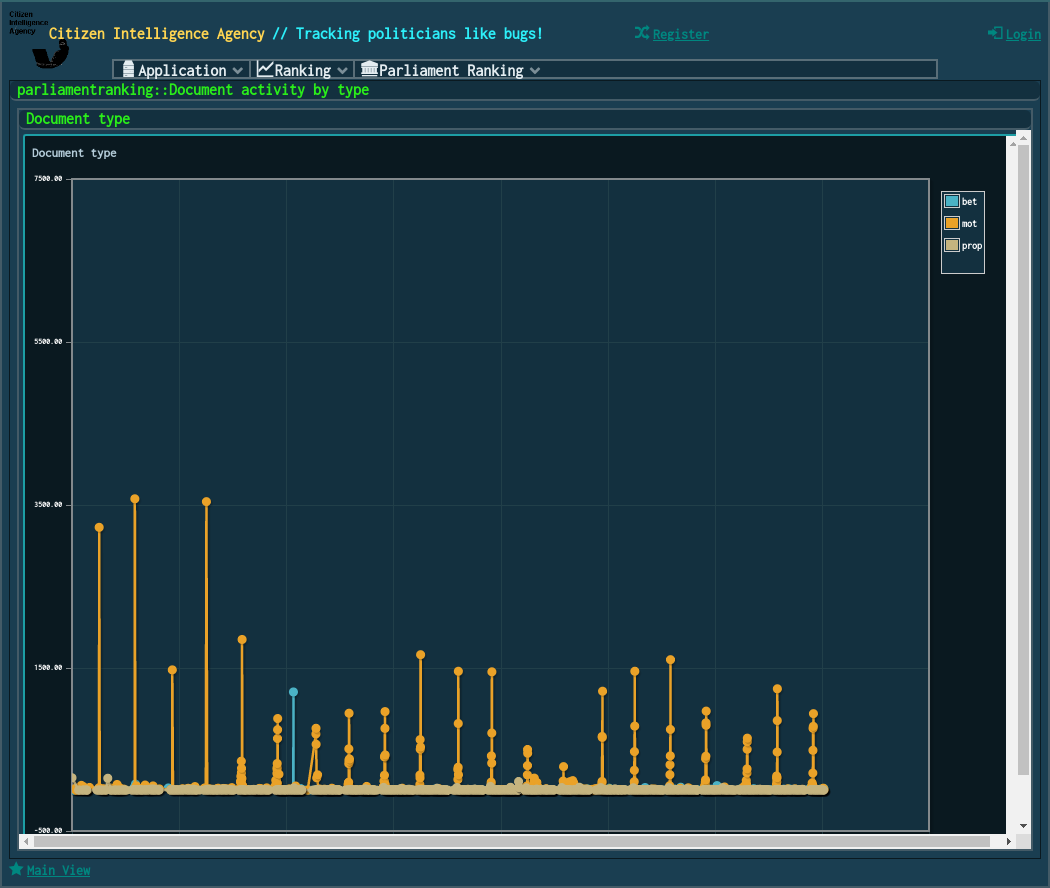 Citizen
Intelligence
Agency
Citizen Intelligence Agency // Tracking politicians like bugs!
Register
Login
Application
Ranking
Parliament Ranking
parliamentranking::Document activity by type
Document type
Document type
7500.00
5500.00
3500.00
1500.00
-500.00
bet
mot
prop
Main View